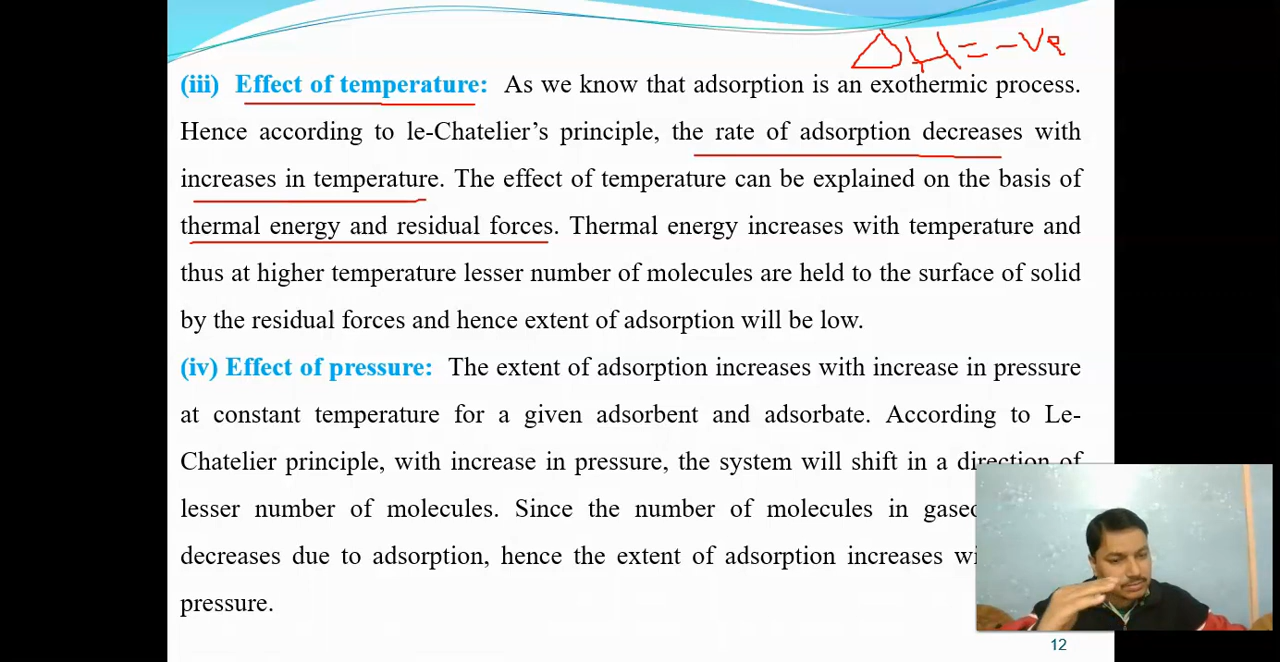 ΔH=-ve
(iii) Effect of temperature: As we know that adsorption is an exothermic process.
Hence according to le-Chatelier’s principle, the rate of adsorption decreases with
increases in temperature. The effect of temperature can be explained on the basis of
thermal energy and residual forces. Thermal energy increases with temperature and
thus at higher temperature lesser number of molecules are held to the surface of solid
by the residual forces and hence extent of adsorption will be low.
(iv) Effect of pressure: The extent of adsorption increases with increase in pressure
at constant temperature for a given adsorbent and adsorbate. According to Le-
Chatelier principle, with increase in pressure, the system will shift in a direction of
lesser number of molecules. Since the number of molecules in
decreases due to adsorption, hence the extent of adsorption increases
pressure.
12